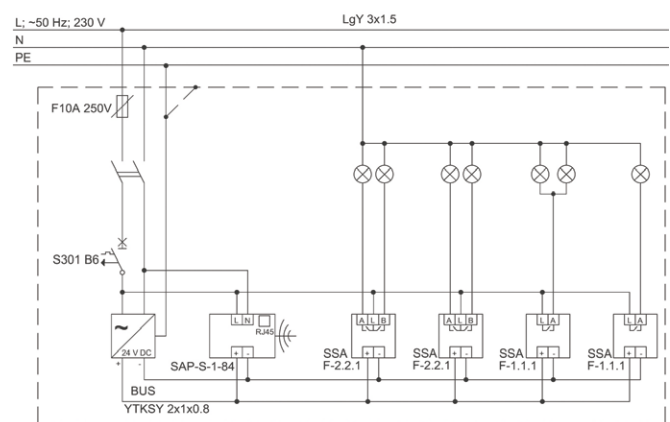 L; ~50 Hz; 230 V
LgY 3x1.5
N
PE
F10A 250V
S301 B6
L N
RJ45
A L B
A L B
L A
L A
~
24 V DC
+ -
+ -
SAP-S-1-84
+ -
SSA
F-2.2.1
+ -
SSA
F-2.2.1
+ -
SSA
F-1.1.1
+ -
SSA
F-1.1.1
BUS
YTKSY 2x1x0.8